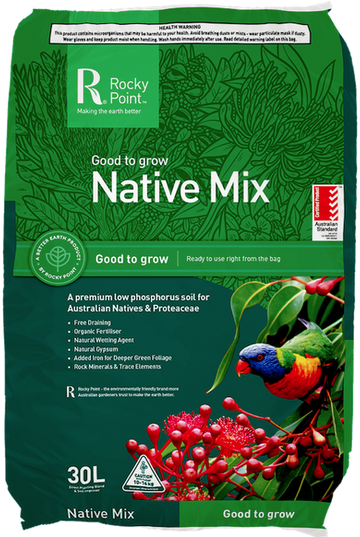 HEALTH WARNING
This product contains microorganisms that may be harmful to your health. Avoid breathing dusts or mists - wear particulate mask if dusty.
Wear gloves and keep product moist when handling. Wash hands immediately after use. Read detailed warning label on this bag.
R Rocky
Point™
Making the earth better
Good to grow
Native Mix
Certified Product
Australian
Standard
A BETTER EARTH PRODUCT
BY ROCKY POINT
Good to grow
Ready to use right from the bag
A premium low phosphorus soil for
Australian Natives & Proteaceae
• Free Draining
• Organic Fertiliser
• Natural Wetting Agent
• Natural Gypsum
• Added Iron for Deeper Green Foliage
• Rock Minerals & Trace Elements
Rocky Point - the environmentally friendly brand more
Australian gardeners trust to make the earth better.
30L
CAUTION
10-14kg
Native Mix
Good to grow